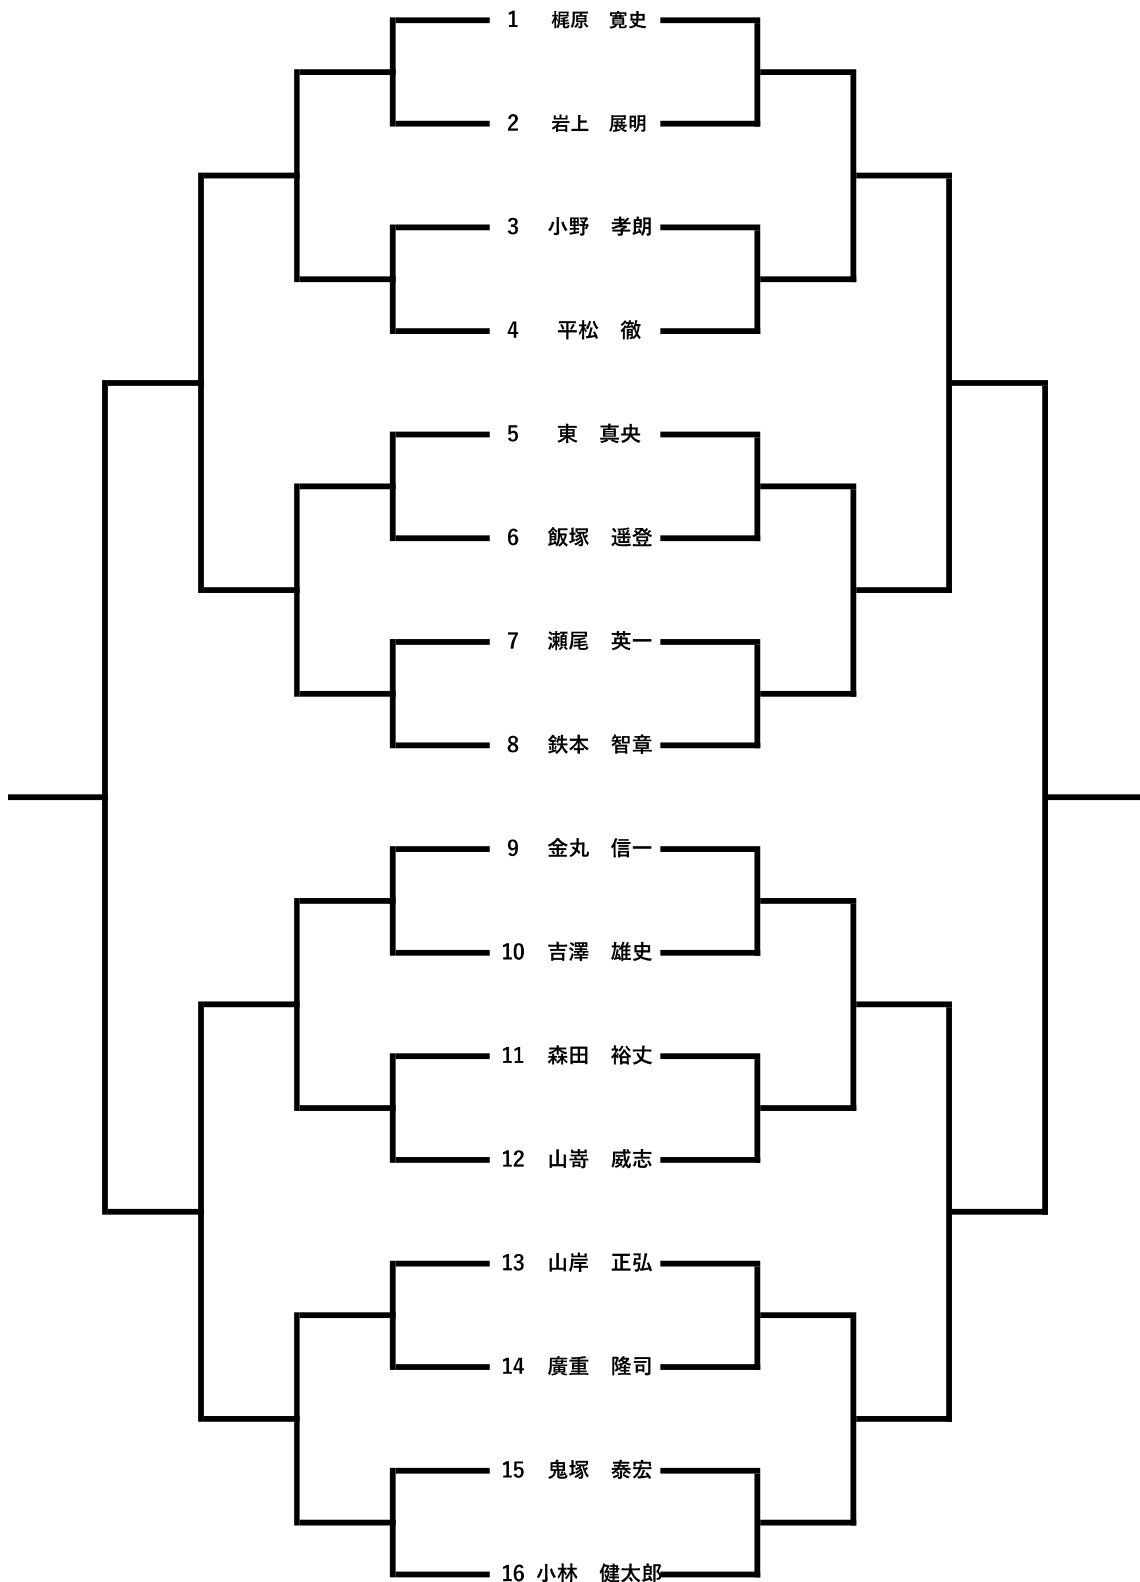 1 梶原　寛史
2 岩上　展明
3 小野　孝朗
4 平松　徹
5 東　真央
6 飯塚　遥登
7 瀬尾　英一
8 鉄本　智章
9 金丸　信一
10 吉澤　雄史
11 森田　裕丈
12 山嵜　威志
13 山岸　正弘
14 廣重　隆司
15 鬼塚　泰宏
16 小林　健太郎